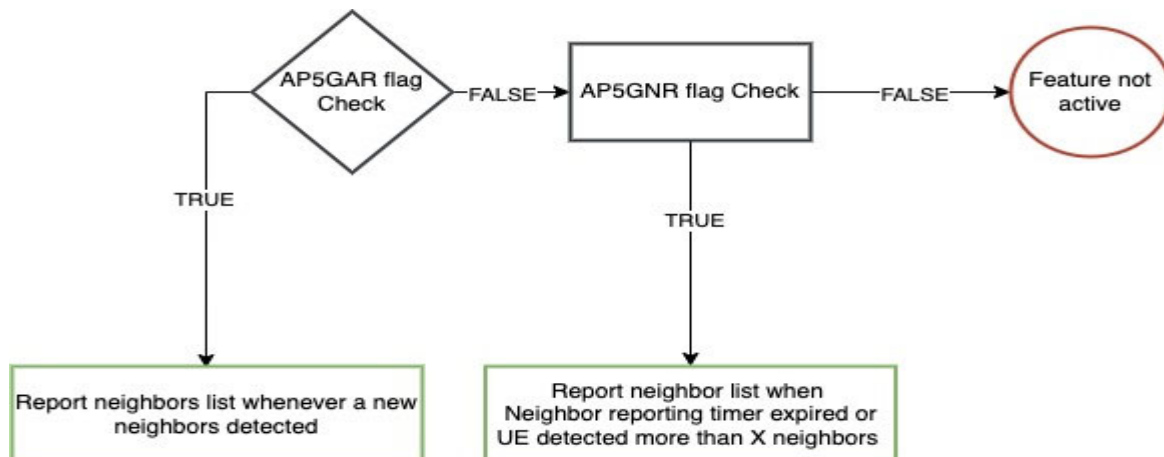 AP5GAR flag
Check
FALSE
AP5GNR flag Check
FALSE
Feature not
active
TRUE
TRUE
Report neighbors list whenever a new
neighbors detected
Report neighbor list when
Neighbor reporting timer expired or
UE detected more than X neighbors